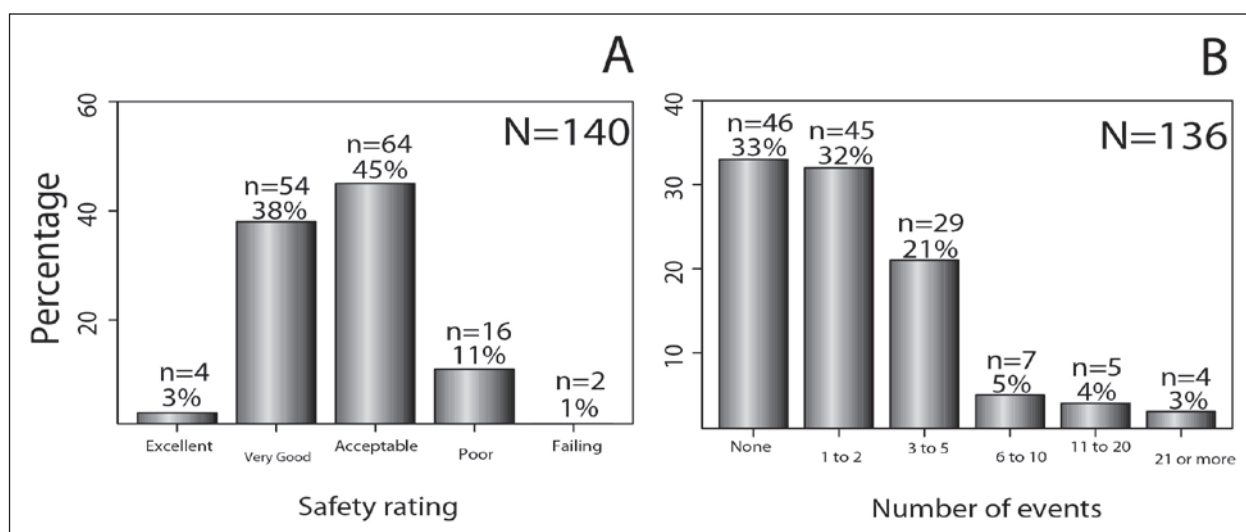 A
Percentage
60
40
20
N=140
n=4
3%
n=54
38%
n=64
45%
n=16
11%
n=2
1%
Excellent
Very Good
Acceptable
Poor
Failing
Safety rating
B
40
30
20
10
N=136
n=46
33%
n=45
32%
n=29
21%
n=7
5%
n=5
4%
n=4
3%
None
1 to 2
3 to 5
6 to 10
11 to 20
21 or more
Number of events